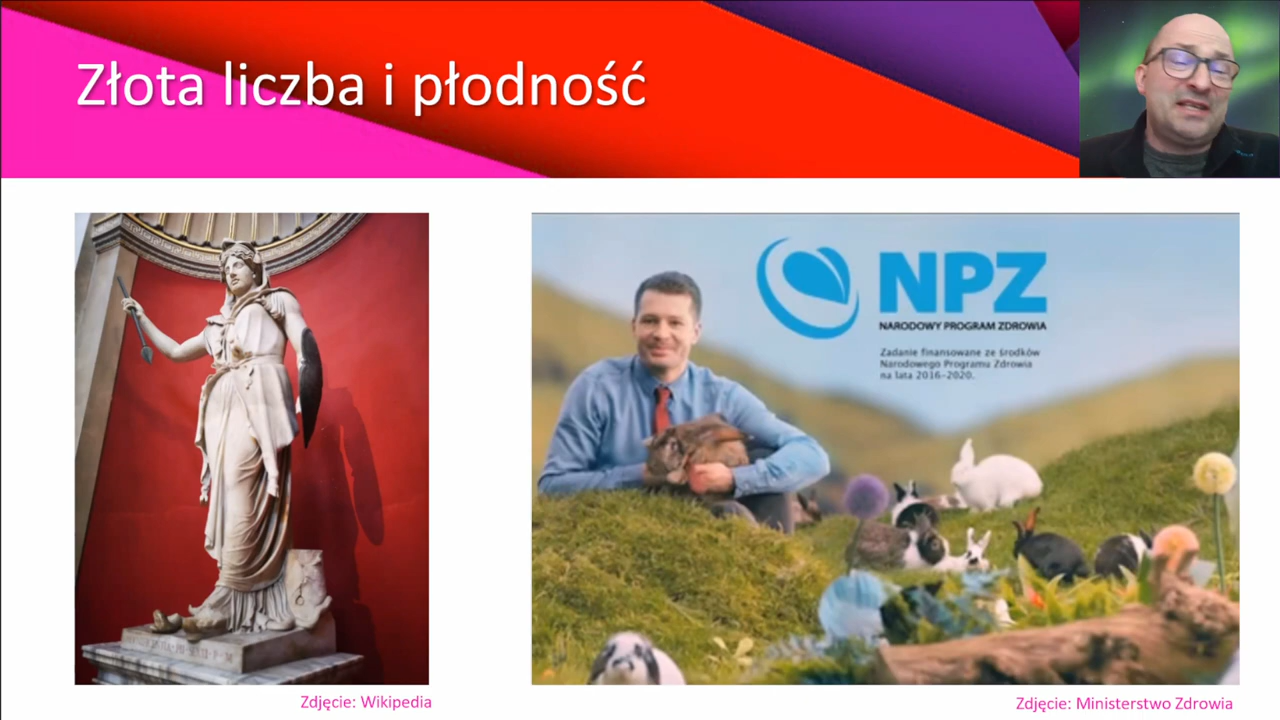 Złota liczba i płodność
NPZ
NARODOWY PROGRAM ZDROWIA
Zadanie finansowane ze środków
Narodowego Programu Zdrowia
na lata 2016-2020.
Zdjęcie: Wikipedia
Zdjęcie: Ministerstwo Zdrowia